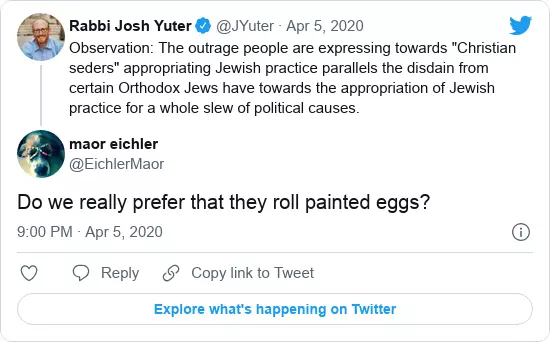 Rabbi Josh Yuter @JYuter · Apr 5, 2020
Observation: The outrage people are expressing towards "Christian
seders" appropriating Jewish practice parallels the disdain from
certain Orthodox Jews have towards the appropriation of Jewish
practice for a whole slew of political causes.
maor eichler
@EichlerMaor
Do we really prefer that they roll painted eggs?
9:00 PM · Apr 5, 2020
Reply Copy link to Tweet
Explore what's happening on Twitter